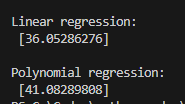 Linear regression:
[36.05286276]
Polynomial regression:
[41.08289808]